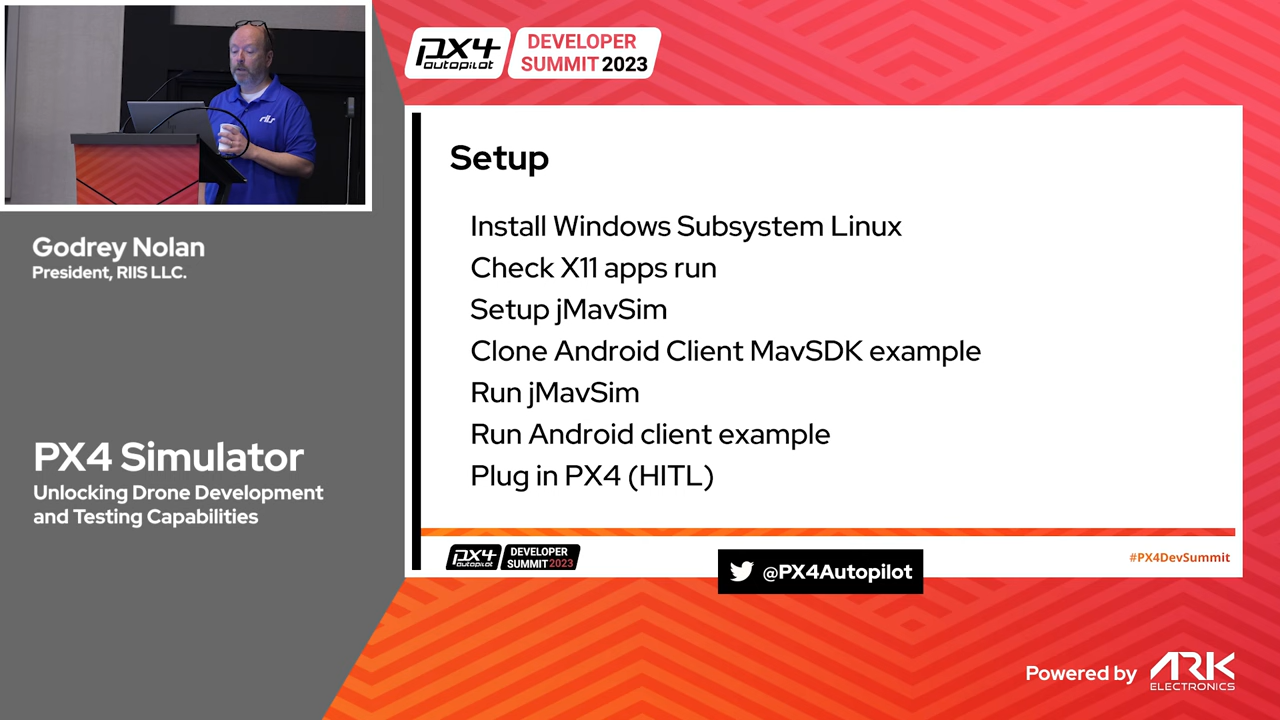 PX4
autopilot
DEVELOPER
SUMMIT 2023
riis
Godrey Nolan
President, RIIS LLC.
PX4 Simulator
Unlocking Drone Development
and Testing Capabilities
Setup
Install Windows Subsystem Linux
Check X11 apps run
Setup jMavSim
Clone Android Client MavSDK example
Run jMavSim
Run Android client example
Plug in PX4 (HITL)
PX4
autopilot
DEVELOPER
SUMMIT 2023
@PX4Autopilot
#PX4DevSummit
Powered by
ARK
ELECTRONICS